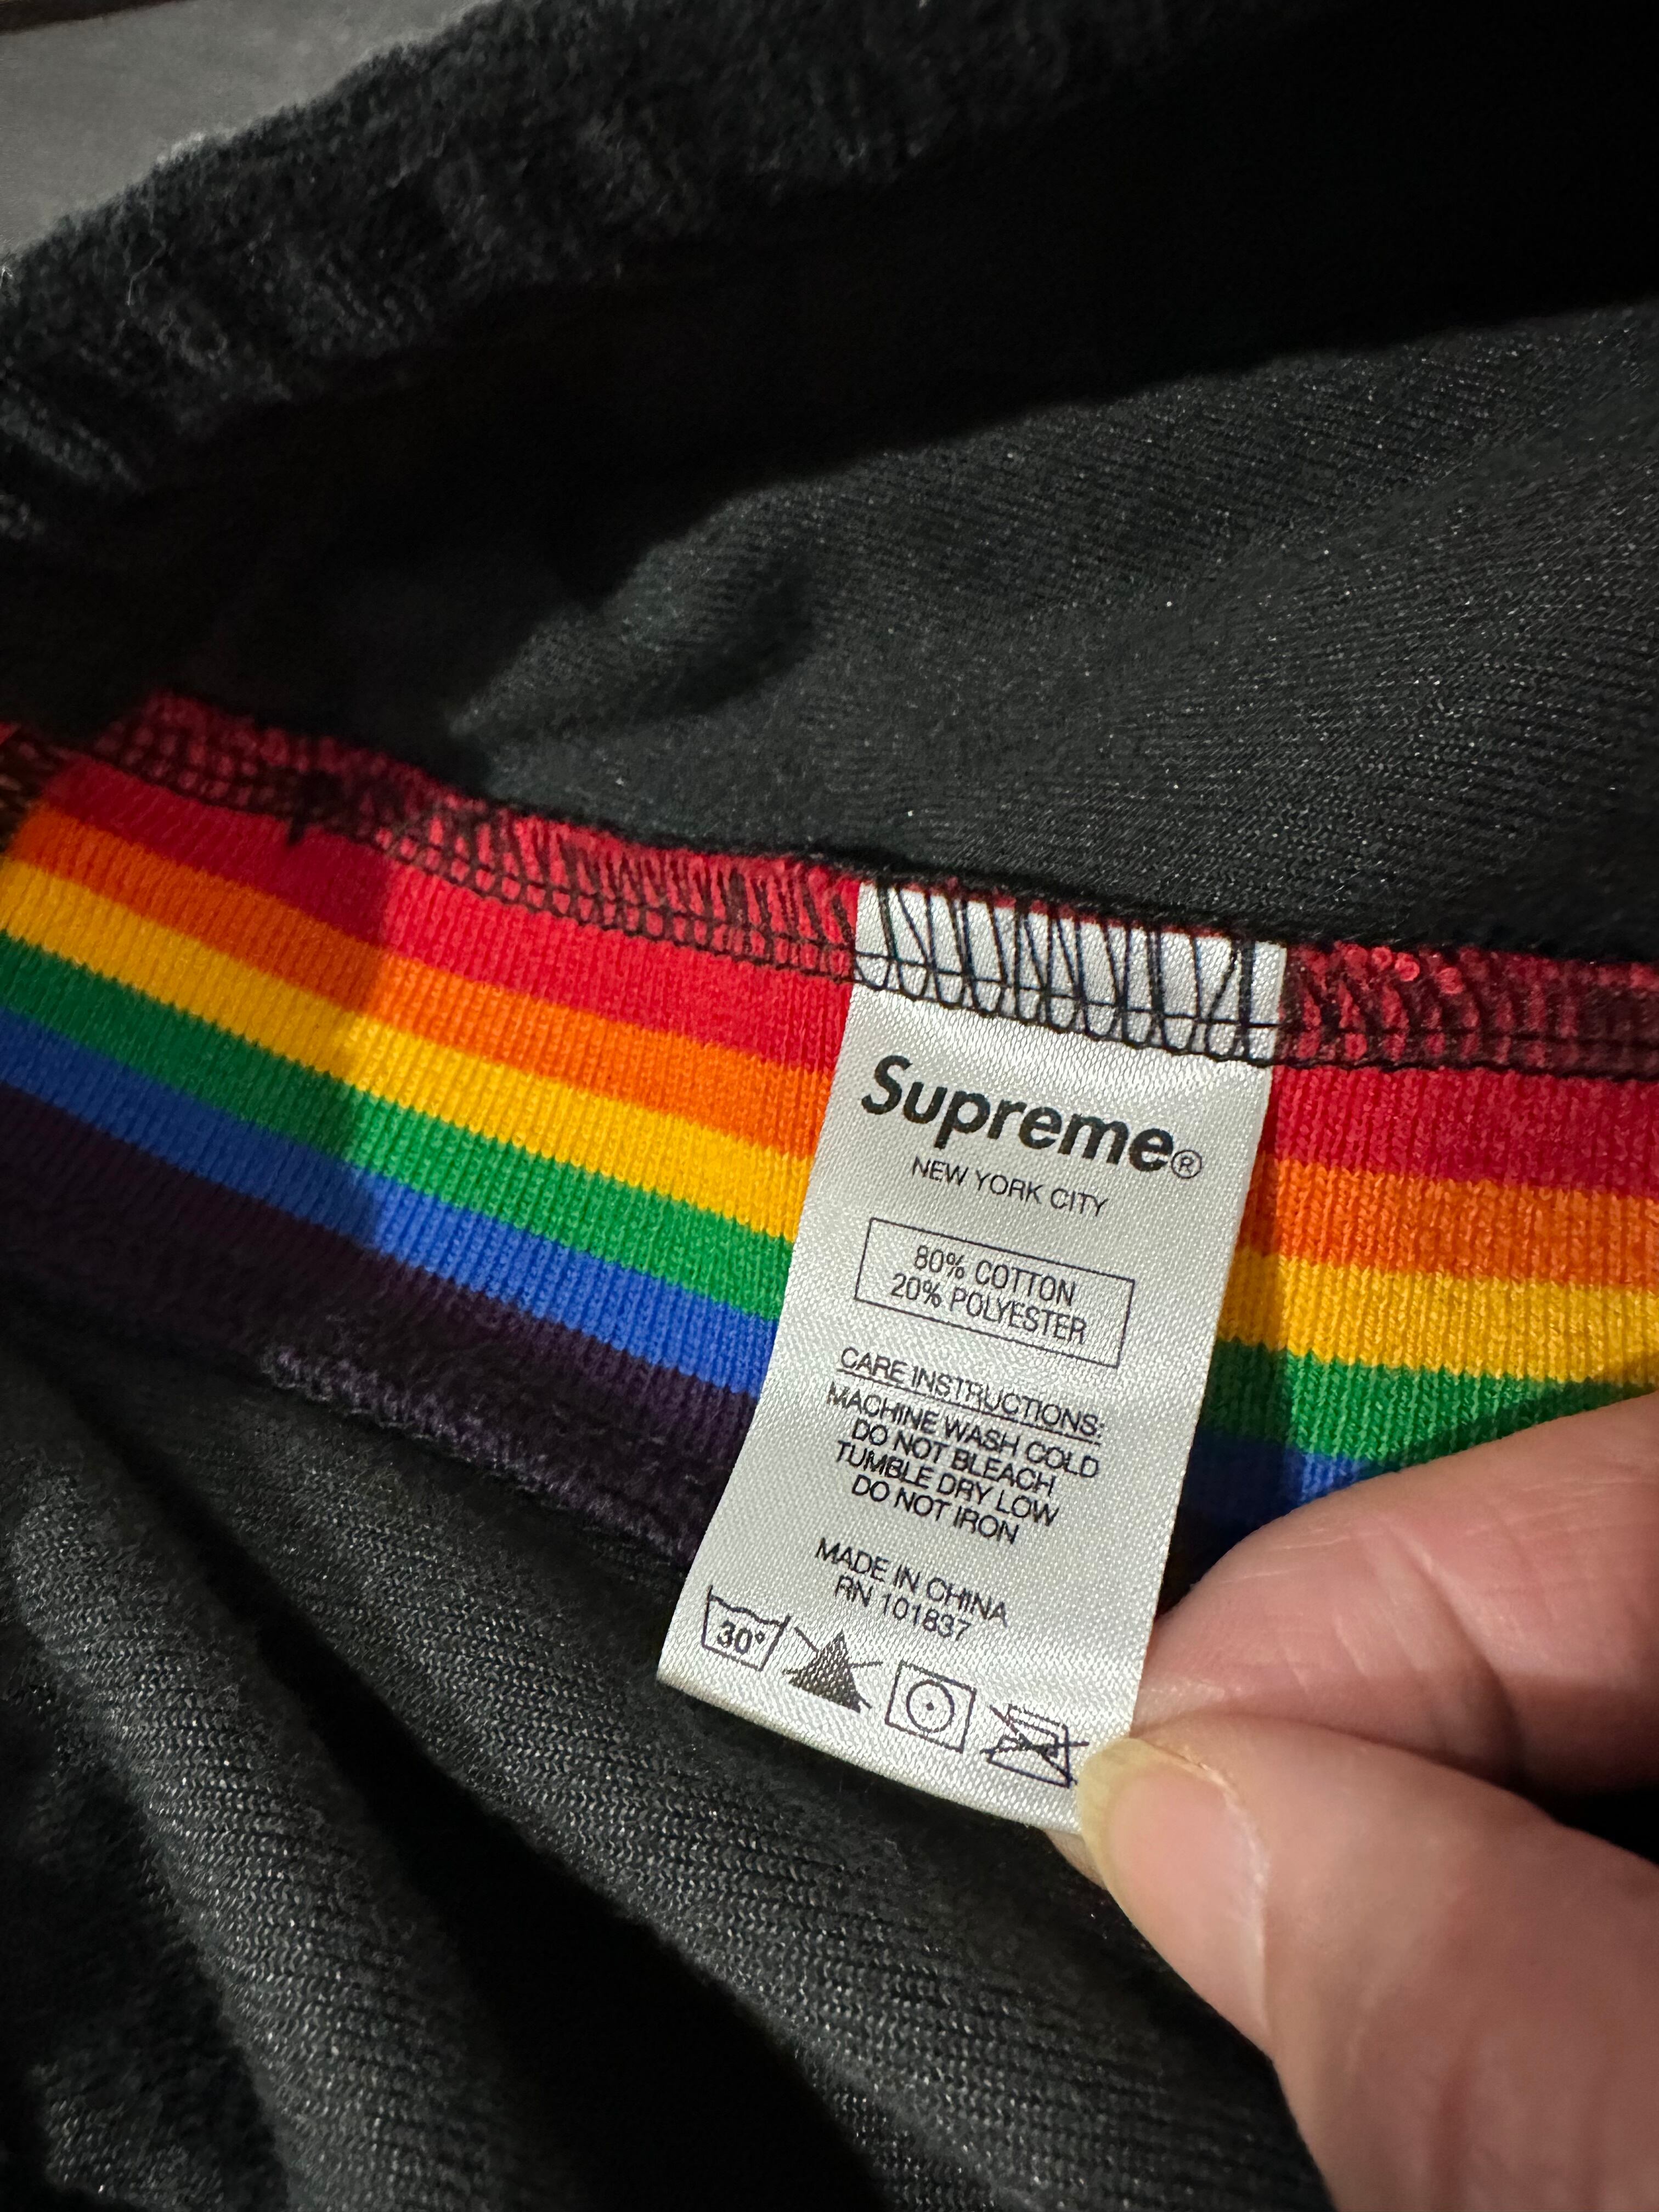 Supreme®
NEW YORK CITY
80% COTTON
20% POLYESTER
CARE INSTRUCTIONS:
MACHINE WASH COLD
DO NOT BLEACH
TUMBLE DRY LOW
DO NOT IRON
MADE IN CHINA
RN 101837
30°